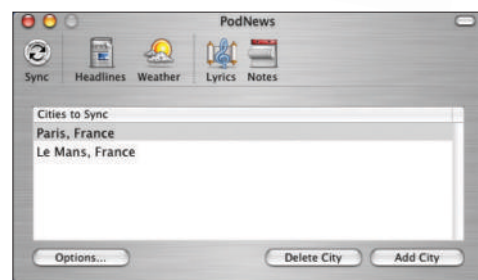 PodNews
Sync Headlines Weather Lyrics Notes
Cities to Sync
Paris, France
Le Mans, France
Options... Delete City Add City